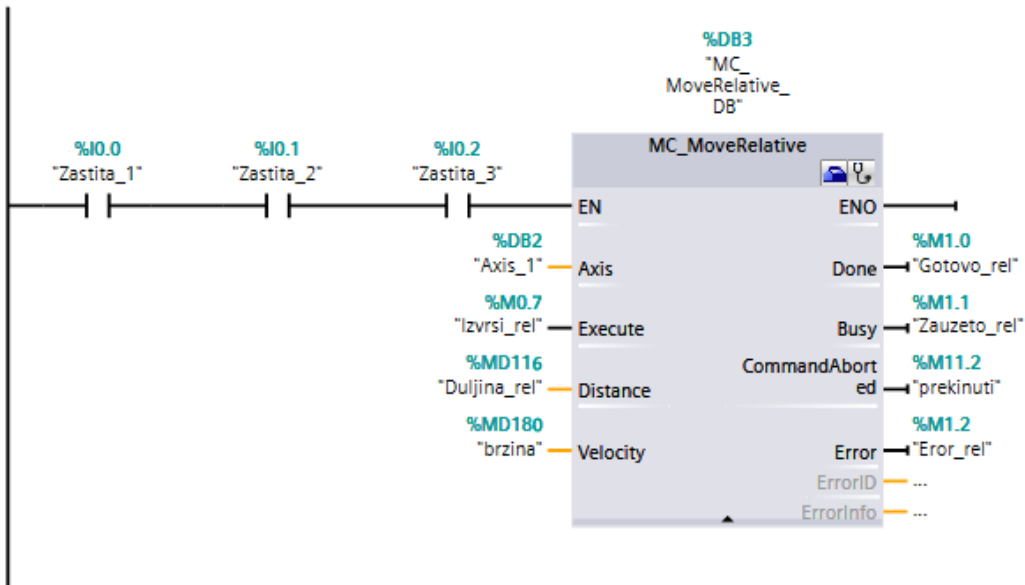 %DB3
"MC_
MoveRelative_
DB"
%I0.0
"Zastita_1"
%I0.1
"Zastita_2"
%I0.2
"Zastita_3"
MC_MoveRelative
EN
ENO
%DB2
"Axis_1"
Axis
Done
%M1.0
"Gotovo_rel"
%M0.7
"Izvrsi_rel"
Execute
Busy
%M1.1
"Zauzeto_rel"
%MD116
"Duljina_rel"
Distance
CommandAbort
ed
%M11.2
"prekinuti"
%MD180
"brzina"
Velocity
Error
%M1.2
"Eror_rel"
ErrorID
...
ErrorInfo
...